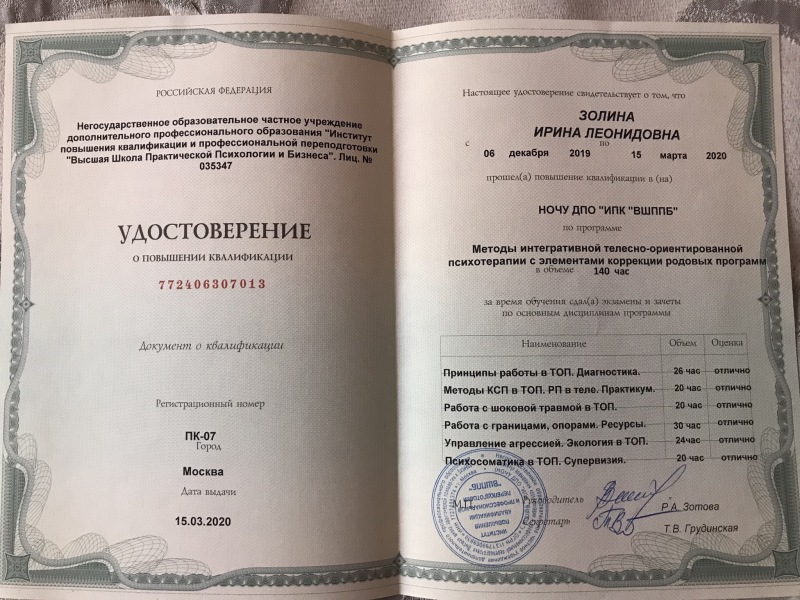 РОССИЙСКАЯ ФЕДЕРАЦИЯ
Негосударственное образовательное частное учреждение
дополнительного профессионального образования "Институт
повышения квалификации и профессиональной переподготовки
"Высшая Школа Практической Психологии и Бизнеса". Лиц. №
035347
УДОСТОВЕРЕНИЕ
О ПОВЫШЕНИИ КВАЛИФИКАЦИИ
772406307013
Документ о квалификации
Регистрационный номер
ПК-07
Город
Москва
Дата выдачи
15.03.2020
Настоящее удостоверение свидетельствует о том, что
ЗОЛИНА
ИРИНА ЛЕОНИДОВНА
с 06 декабря 2019 по 15 марта 2020
прошел(а) повышение квалификации в (на)
НОЧУ ДПО "ИПК "ВШППБ"
по программе
Методы интегративной телесно-ориентированной
психотерапии с элементами коррекции родовых программ
в объеме 140 час
за время обучения сдал(а) экзамены и зачеты
по основным дисциплинам программы
Наименование Объем Оценка
Принципы работы в ТОП. Диагностика. 26 час отлично
Методы КСП в ТОП. РП в теле. Практикум. 20 час отлично
Работа с шоковой травмой в ТОП. 20 час отлично
Работа с границами, опорами. Ресурсы. 30 час отлично
Управление агрессией. Экология в ТОП. 24час отлично
Психосоматика в ТОП. Супервизия. 20 час отлично
М.П.
Руководитель Р.А. Зотова
Секретарь Т.В. Грудинская
"ВШППБ"
ИНСТИТУТ
ПОВЫШЕНИЯ
КВАЛИФИКАЦИИ
И ПРОФЕССИОНАЛЬНОЙ
ПЕРЕПОДГОТОВКИ